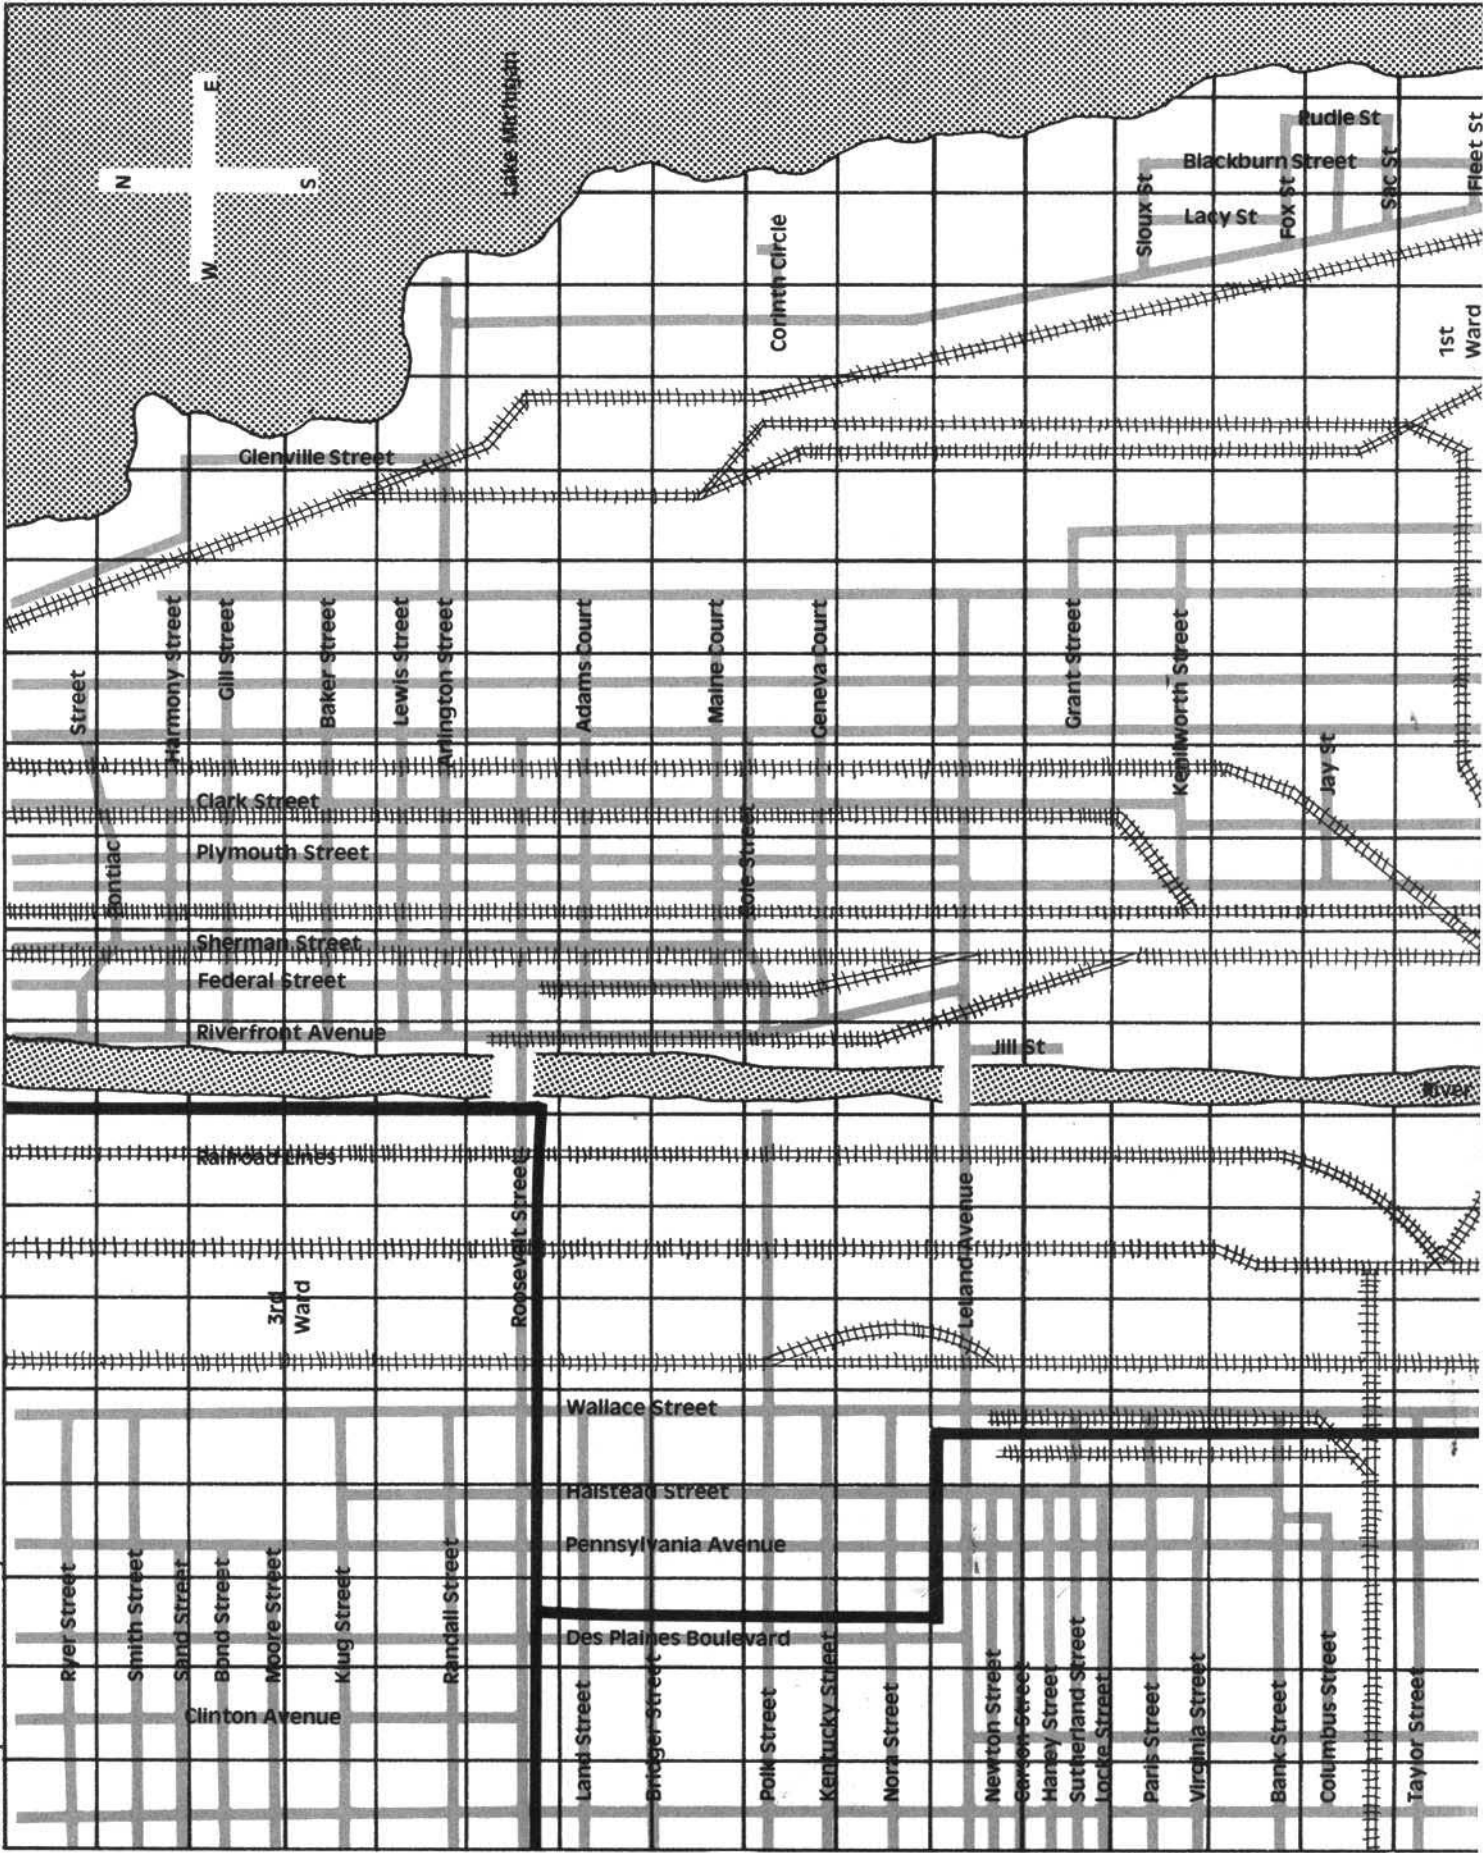 N
E
S
W
Lake Michigan
Rudle St
Blackburn Street
Sac St
Fleet St
Sioux St
Lacy St
Fox St
Corinth Circle
1st
Ward
Glenville Street
Street
Harmony Street
Gill Street
Baker Street
Lewis Street
Arlington Street
Adams Court
Maine Court
Geneva Court
Grant Street
Kenilworth Street
Jay St
Clark Street
Plymouth Street
Pontiac
Street
Sherman Street
Federal Street
Riverfront Avenue
Jill St
River
Railroad Lines
Roosevelt Street
Leland Avenue
3rd
Ward
Wallace Street
Halstead Street
Pennsylvania Avenue
Des Plaines Boulevard
Ryer Street
Smith Street
Sand Street
Bond Street
Moore Street
Klug Street
Randall Street
Clinton Avenue
Land Street
Bridger Street
Polk Street
Kentucky Street
Nora Street
Newton Street
Carson Street
Haney Street
Sutherland Street
Locke Street
Paris Street
Virginia Street
Bank Street
Columbus Street
Taylor Street